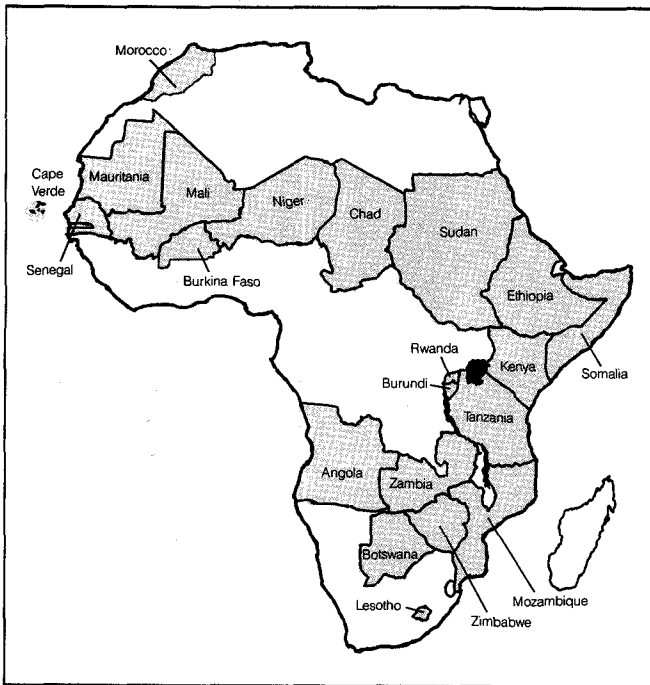 Morocco
Cape
Verde
Mauritania
Mali
Niger
Chad
Sudan
Senegal
Burkina Faso
Ethiopia
Rwanda
Kenya
Somalia
Burundi
Tanzania
Angola
Zambia
Botswana
Mozambique
Lesotho
Zimbabwe